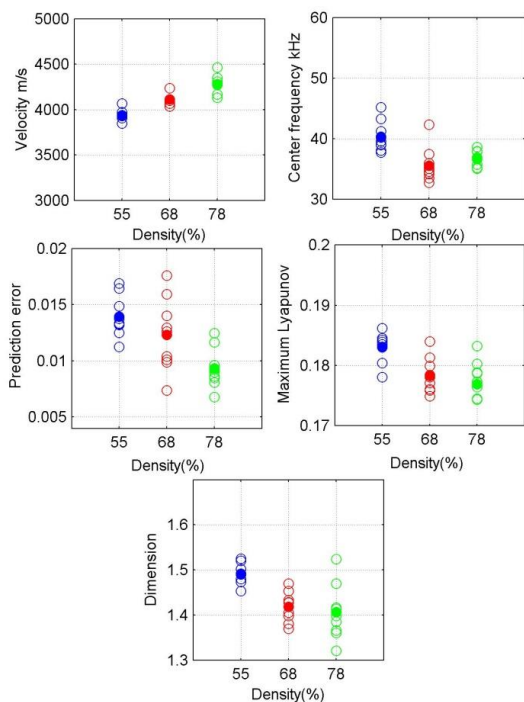 5000
4500
4000
3500
3000
Velocity m/s
55 68 78
Density(%)
60
50
40
30
Center frequency kHz
55 68 78
Density(%)
0.02
0.015
0.01
0.005
Prediction error
55 68 78
Density(%)
0.2
0.19
0.18
0.17
Maximum Lyapunov
55 68 78
Density(%)
1.6
1.5
1.4
1.3
Dimension
55 68 78
Density(%)